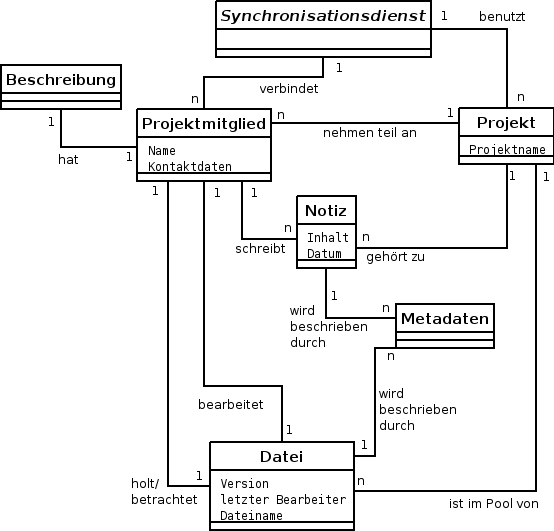 Synchronisationsdienst
1
benutzt
n
1
verbindet
n
Beschreibung
1
hat
1
Projektmitglied
Name
Kontaktdaten
n
nehmen teil an
1
Projekt
Projektname
1
1
1
1
1
schreibt
n
Notiz
Inhalt
Datum
n
gehört zu
1
wird
beschrieben
durch
n
Metadaten
n
wird
beschrieben
durch
1
bearbeitet
1
holt/
betrachtet
1
Datei
Version
letzter Bearbeiter
Dateiname
n
ist im Pool von